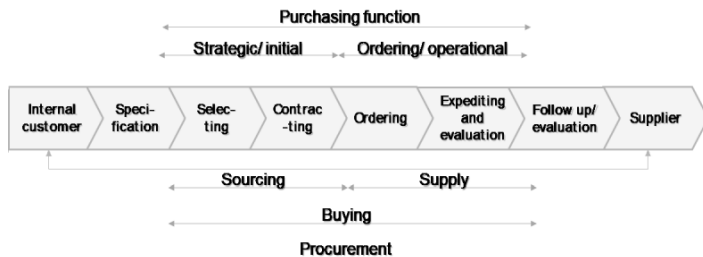 Purchasing function
Strategic/ initial
Ordering/ operational
Internal
customer
Speci-
fication
Selec-
ting
Contrac
-ting
Ordering
Expediting
and
evaluation
Follow up/
evaluation
Supplier
Sourcing
Supply
Buying
Procurement